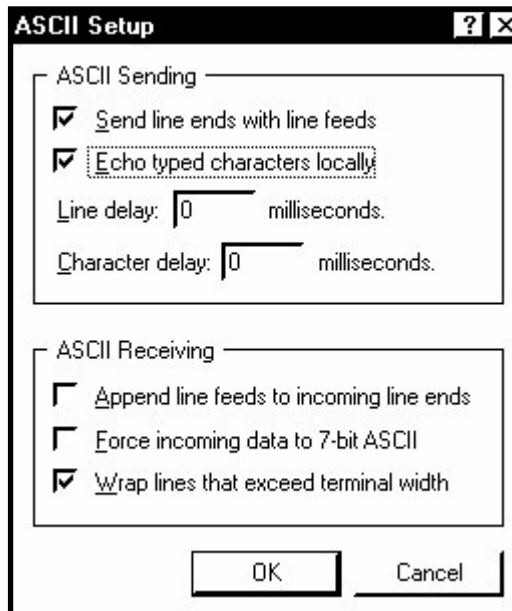 ASCII Setup ? X
ASCII Sending
Send line ends with line feeds
Echo typed characters locally
Line delay: 0 milliseconds.
Character delay: 0 milliseconds.
ASCII Receiving
Append line feeds to incoming line ends
Force incoming data to 7-bit ASCII
Wrap lines that exceed terminal width
OK Cancel